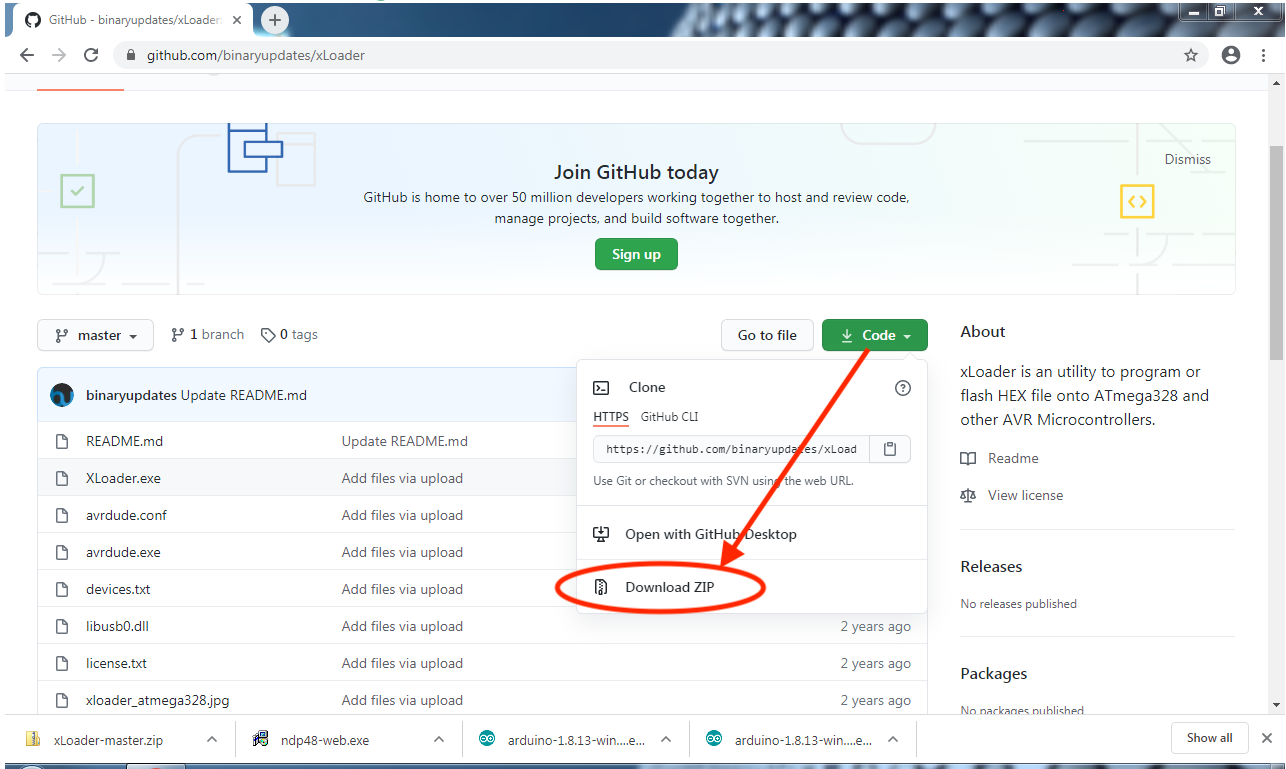 GitHub - binaryupdates/xLoader
github.com/binaryupdates/xLoader
Join GitHub today
Dismiss
GitHub is home to over 50 million developers working together to host and review code,
manage projects, and build software together.
Sign up
master
1 branch
0 tags
Go to file
Code
About
xLoader is an utility to program or
flash HEX file onto ATmega328 and
other AVR Microcontrollers.
Readme
View license
Releases
No releases published
Packages
No packages published
Clone
HTTPS GitHub CLI
https://github.com/binaryupdates/xLoad
Use Git or checkout with SVN using the web URL.
Open with GitHub Desktop
Download ZIP
binaryupdates Update README.md
README.md Update README.md
XLoader.exe Add files via upload
avrdude.conf Add files via upload
avrdude.exe Add files via upload
devices.txt Add files via upload
libusb0.dll Add files via upload 2 years ago
license.txt Add files via upload 2 years ago
xloader_atmega328.jpg Add files via upload 2 years ago
xLoader-master.zip
ndp48-web.exe
arduino-1.8.13-win....e...
arduino-1.8.13-win....e...
Show all